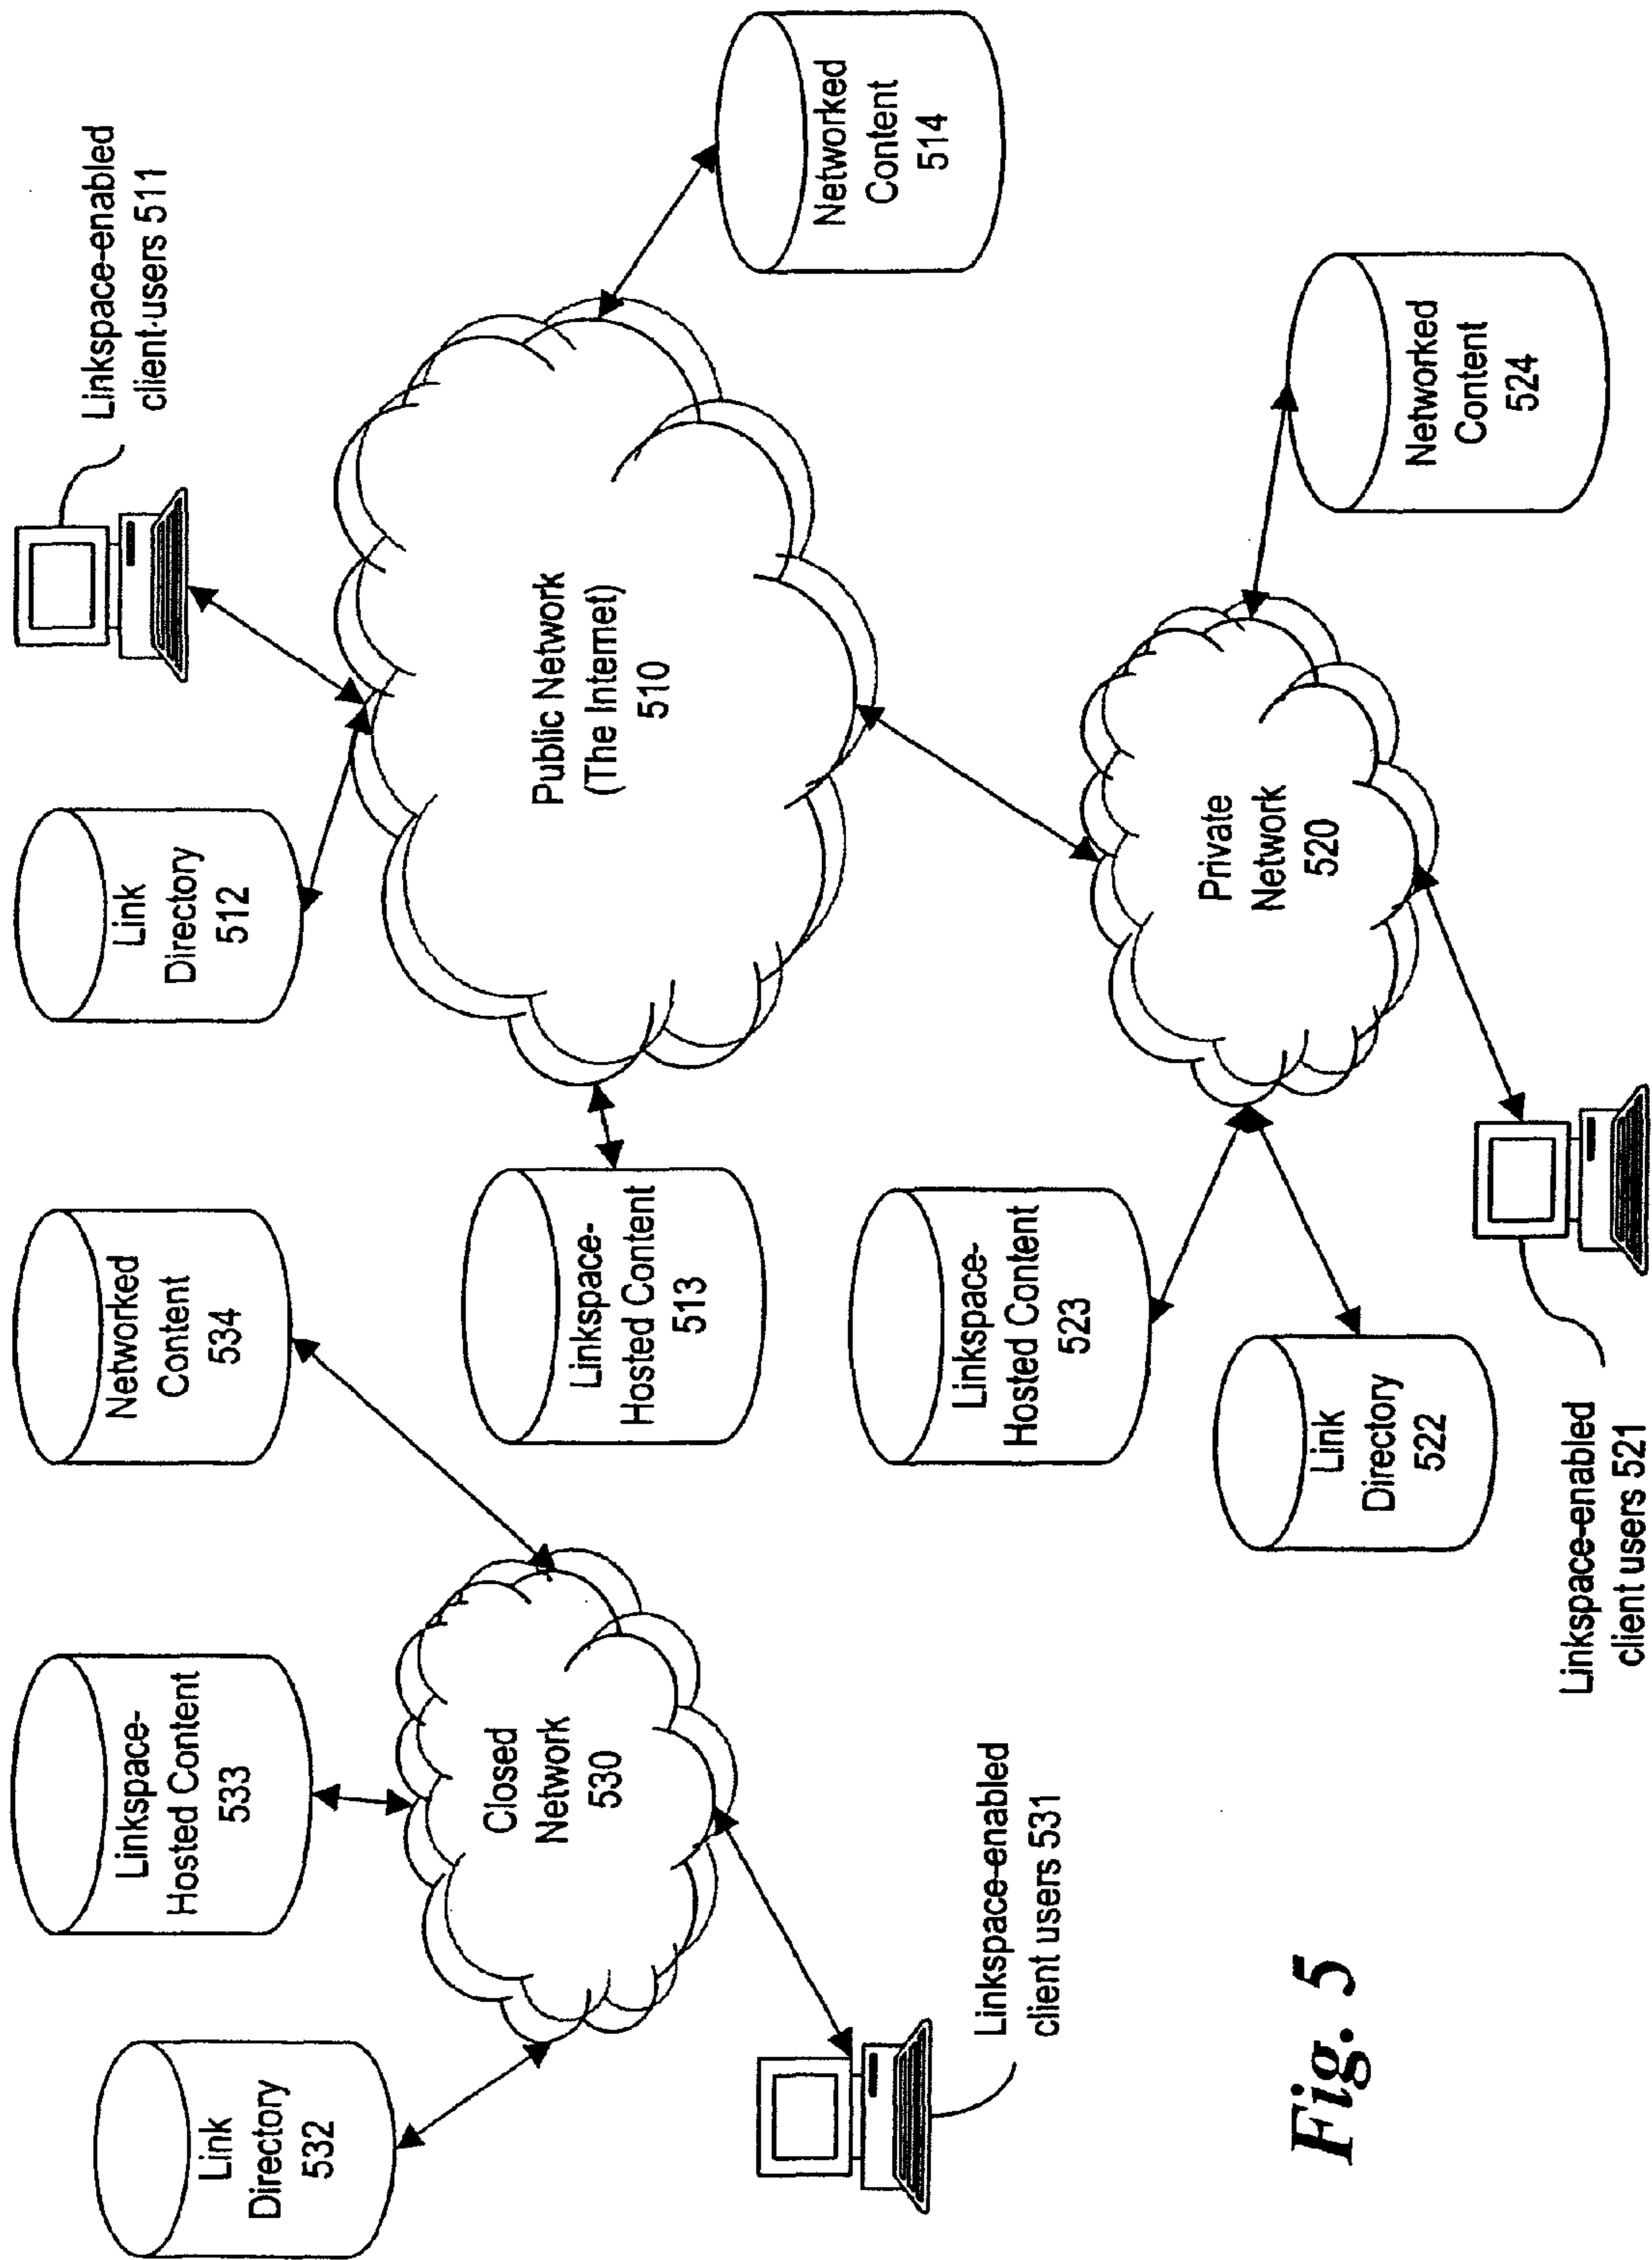 Link
Directory
532
Linkspace-
Hosted Content
533
Networked
Content
534
Link
Directory
512
Linkspace-enabled
client-users 511
Closed
Network
530
Linkspace-
Hosted Content
513
Public Network
(The Internet)
510
Networked
Content
514
Linkspace-enabled
client users 531
Linkspace-
Hosted Content
523
Private
Network
520
Networked
Content
524
Link
Directory
522
Linkspace-enabled
client users 521
Fig. 5